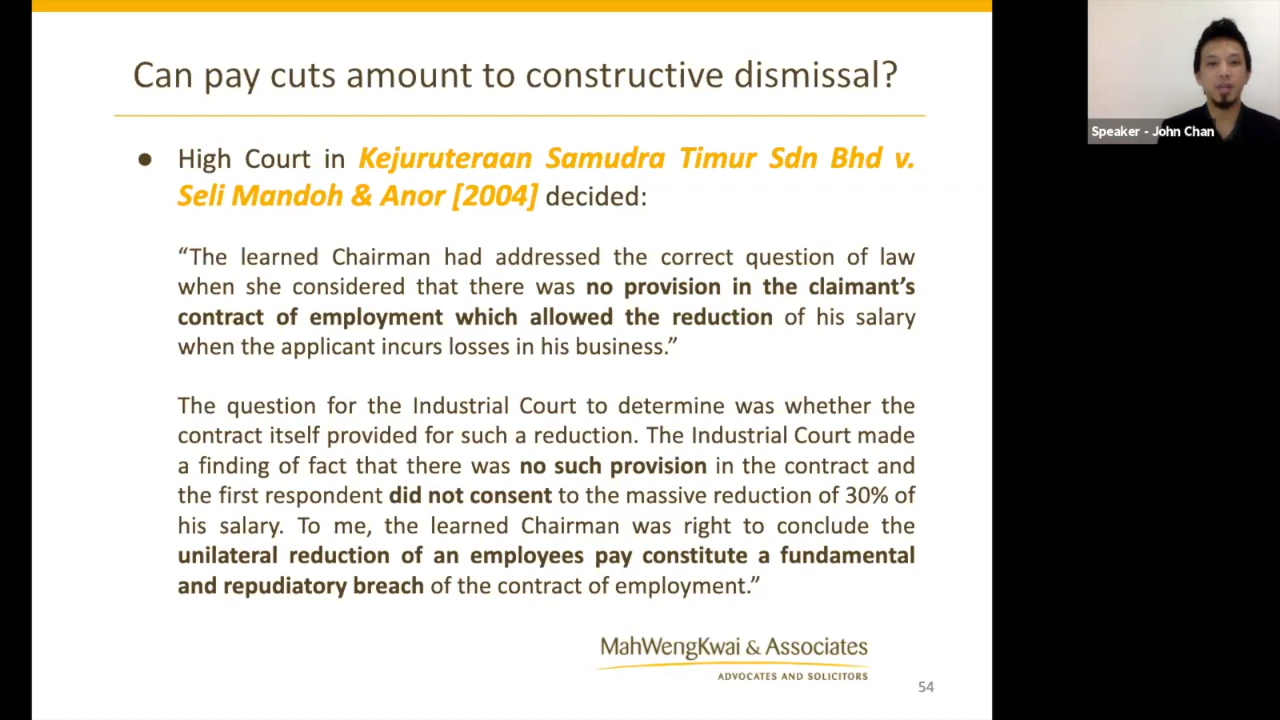 Can pay cuts amount to constructive dismissal?
● High Court in Kejuruteraan Samudra Timur Sdn Bhd v.
Seli Mandoh & Anor [2004] decided:
“The learned Chairman had addressed the correct question of law
when she considered that there was no provision in the claimant’s
contract of employment which allowed the reduction of his salary
when the applicant incurs losses in his business.”
The question for the Industrial Court to determine was whether the
contract itself provided for such a reduction. The Industrial Court made
a finding of fact that there was no such provision in the contract and
the first respondent did not consent to the massive reduction of 30% of
his salary. To me, the learned Chairman was right to conclude the
unilateral reduction of an employees pay constitute a fundamental
and repudiatory breach of the contract of employment.”
MahWengKwai & Associates
ADVOCATES AND SOLICITORS
54
Speaker - John Chan